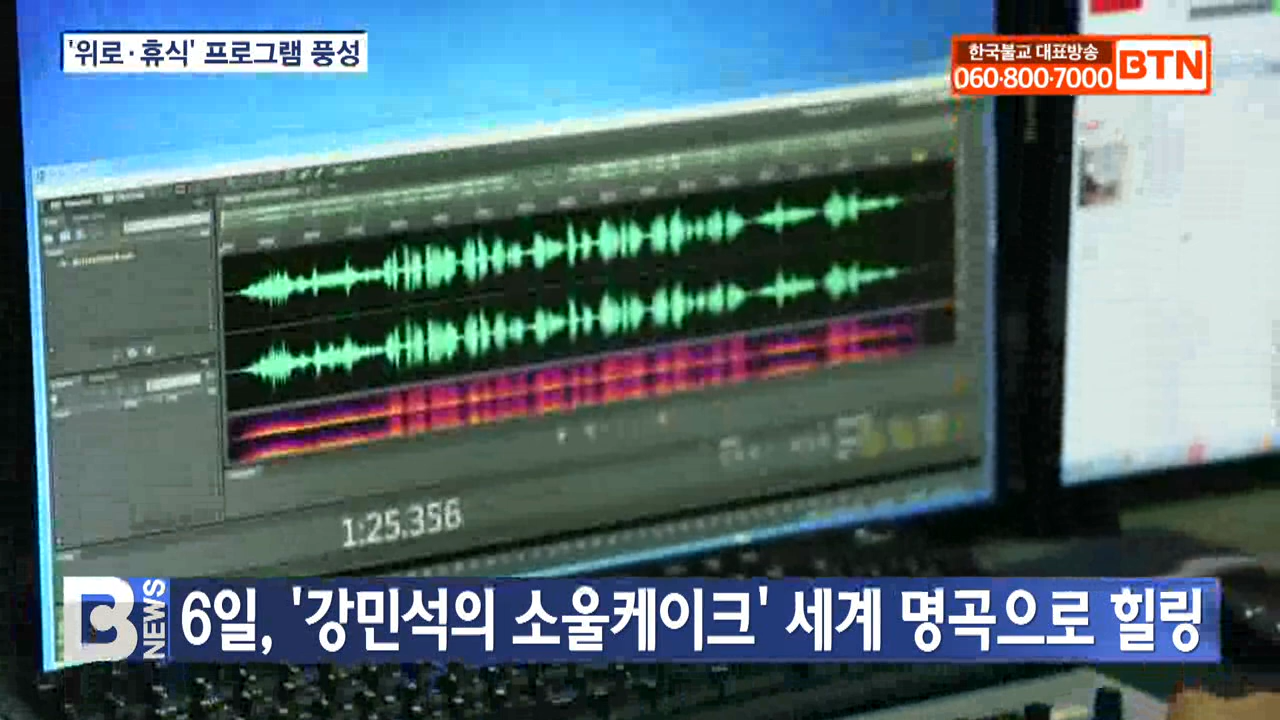 '위로·휴식' 프로그램 풍성
한국불교 대표방송
060·800·7000
BTN
1:25.356
B NEWS
6일, '강민석의 소울케이크' 세계 명곡으로 힐링